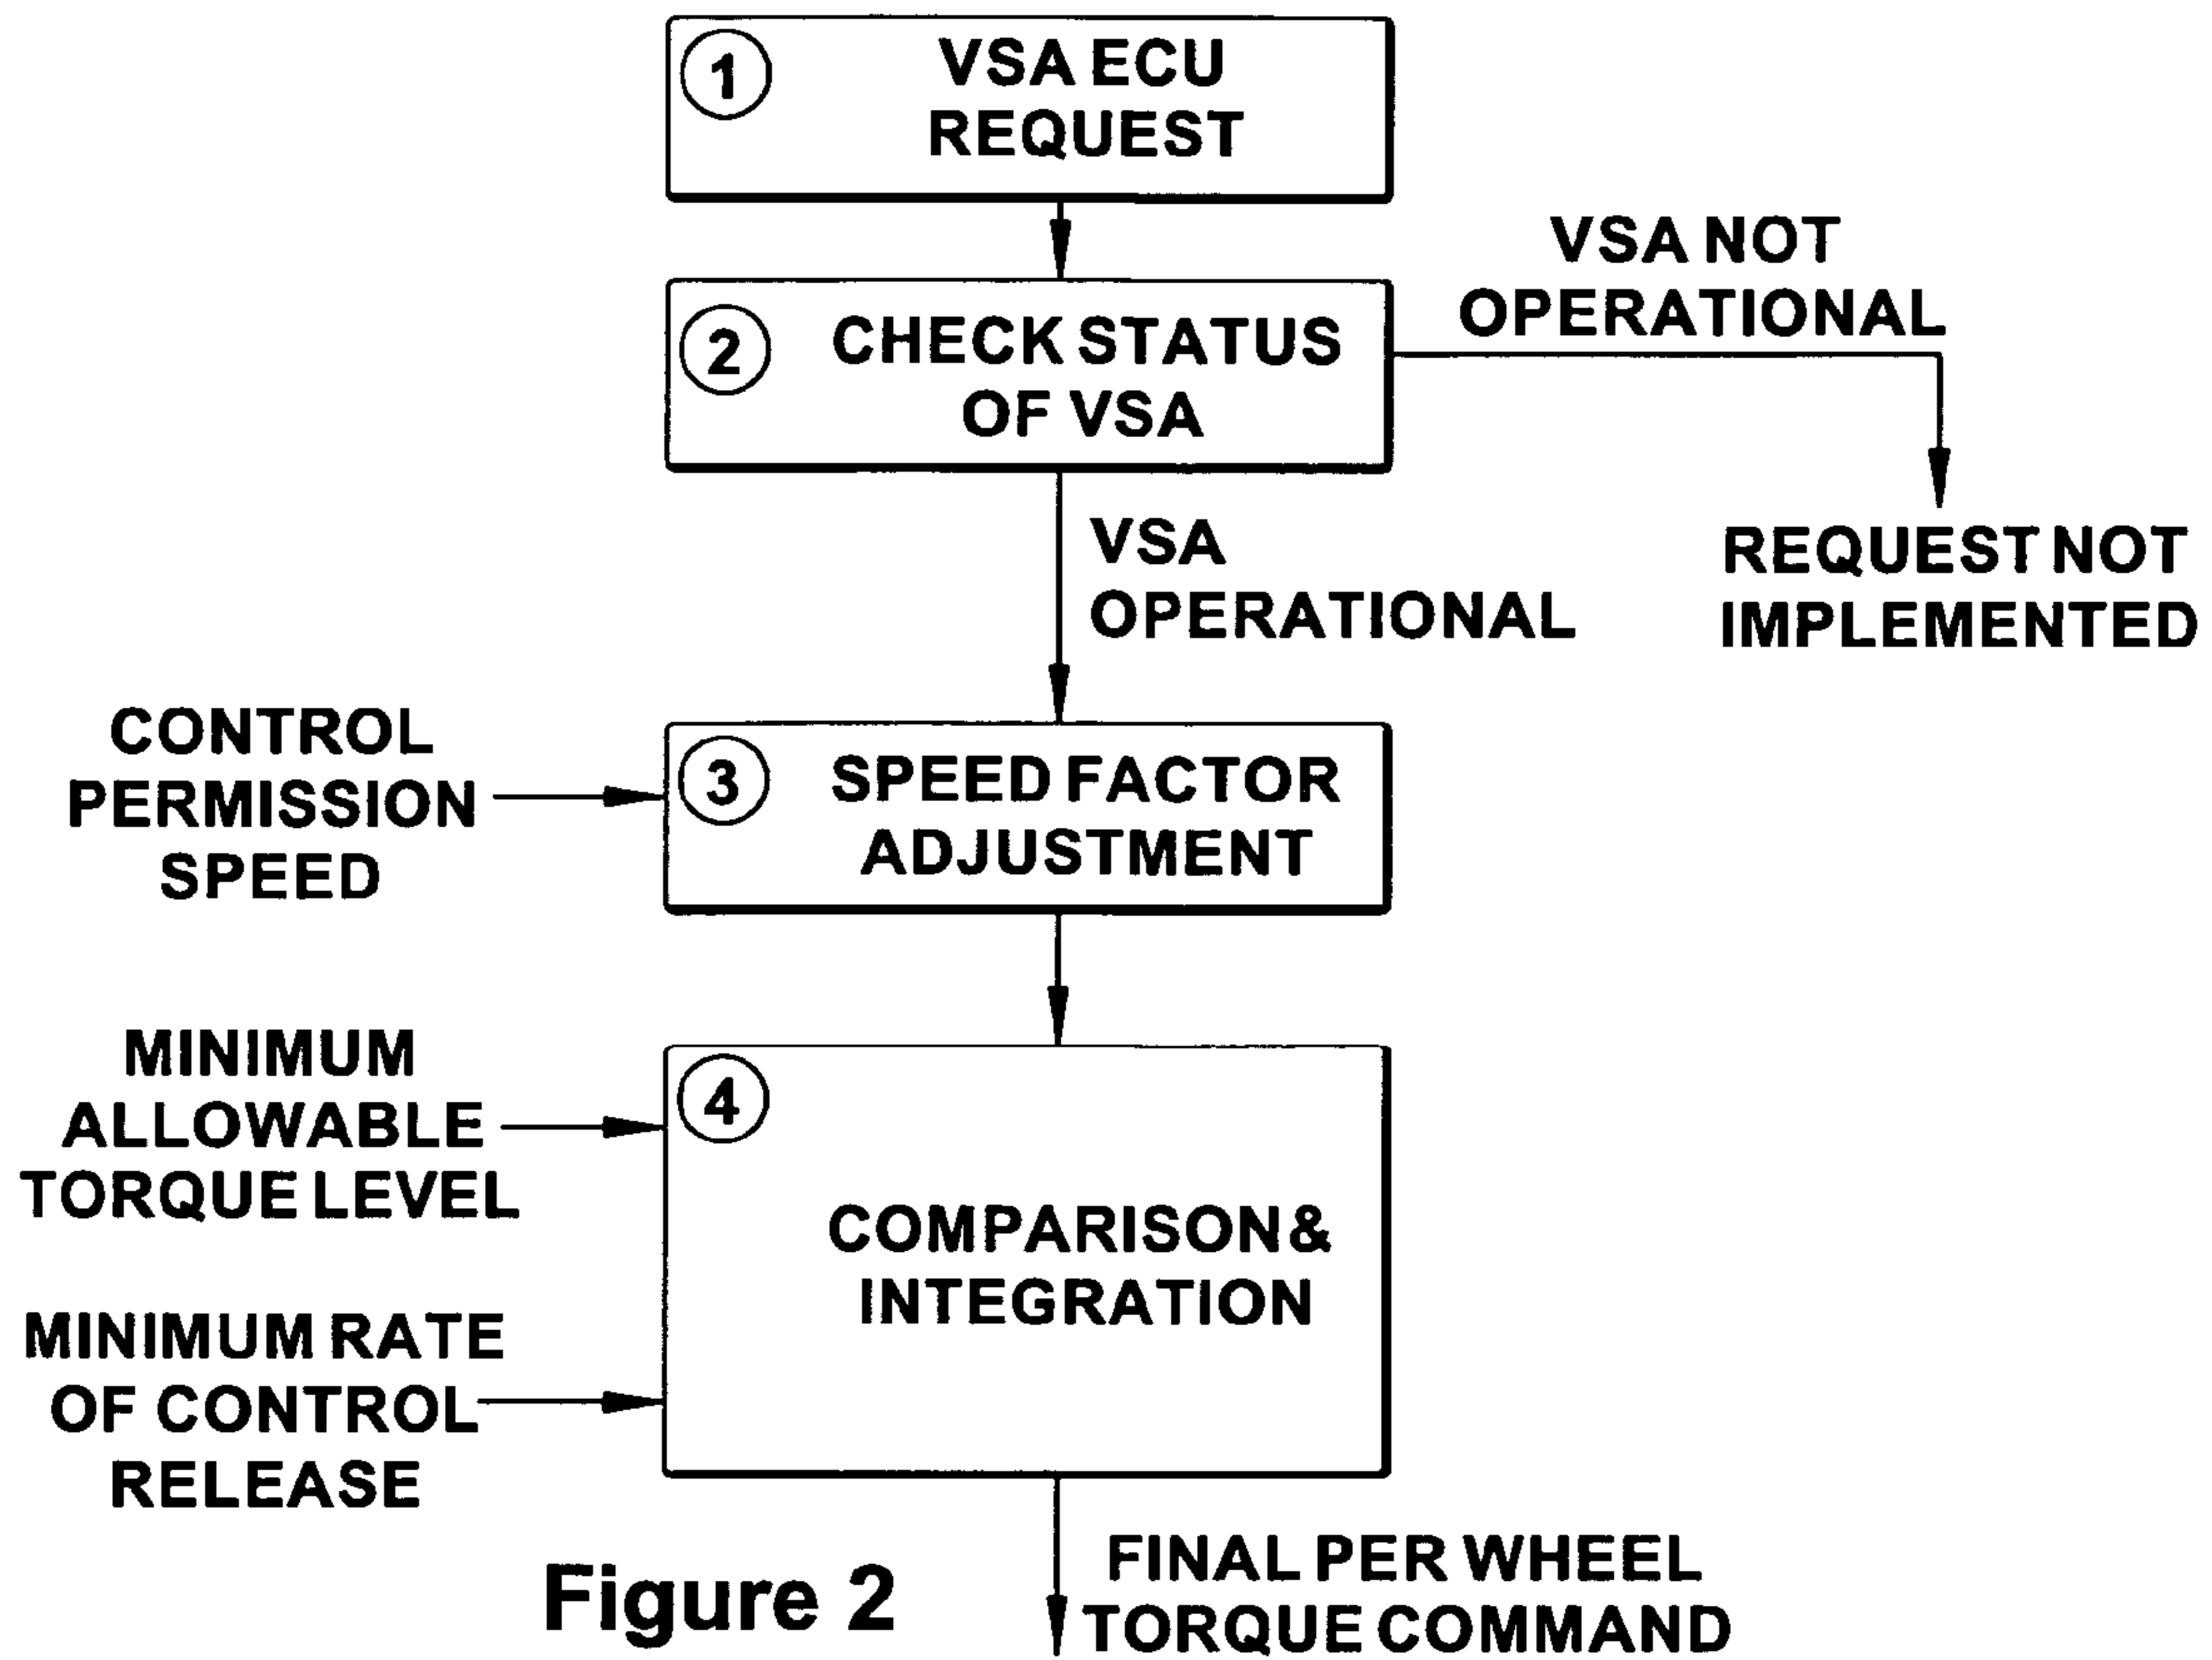 1
VSA ECU
REQUEST
2
CHECK STATUS
OF VSA
VSA NOT
OPERATIONAL
REQUEST NOT
IMPLEMENTED
VSA
OPERATIONAL
CONTROL
PERMISSION
SPEED
3
SPEED FACTOR
ADJUSTMENT
MINIMUM
ALLOWABLE
TORQUE LEVEL
4
COMPARISON &
INTEGRATION
MINIMUM RATE
OF CONTROL
RELEASE
FINAL PER WHEEL
TORQUE COMMAND
Figure 2